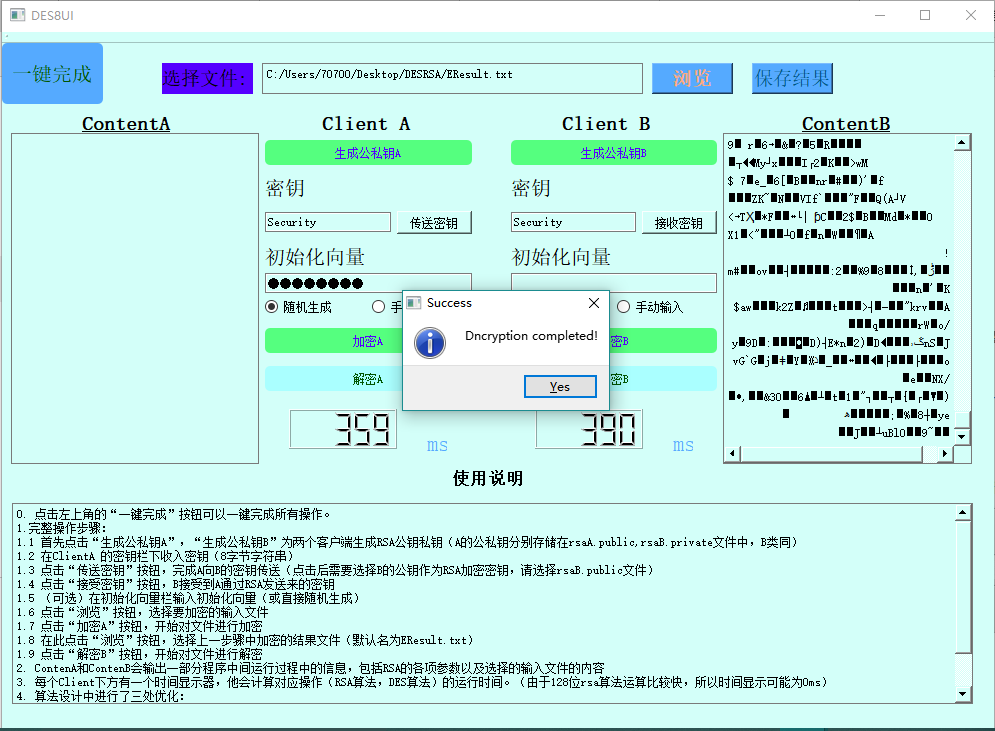 DES8UI
一键完成
选择文件:
C:/Users/70700/Desktop/DESRSA/EResult.txt
浏览
保存结果
ContentA
Client A
Client B
ContentB
生成公私钥A
生成公私钥B
密钥
密钥
Security
传送密钥
Security
接收密钥
初始化向量
初始化向量
●●●●●●●●
随机生成
手
手动输入
Success
Dncryption completed!
Yes
加密A
密B
解密A
密B
359
ms
390
ms
使用说明
0. 点击左上角的“一键完成”按钮可以一键完成所有操作。
1.完整操作步骤:
1.1 首先点击“生成公私钥A”，“生成公私钥B”为两个客户端生成RSA公钥私钥（A的公私钥分别存储在rsaA.public,rsaB.private文件中，B类同）
1.2 在ClientA 的密钥栏下收入密钥（8字节字符串）
1.3 点击“传送密钥”按钮，完成A向B的密钥传送（点击后需要选择B的公钥作为RSA加密密钥，请选择rsaB.public文件）
1.4 点击“接受密钥”按钮，B接受到A通过RSA发送来的密钥
1.5 （可选）在初始化向量栏输入初始化向量（或直接随机生成）
1.6 点击“浏览”按钮，选择要加密的输入文件
1.7 点击“加密A”按钮，开始对文件进行加密
1.8 在此点击“浏览”按钮，选择上一步骤中加密的结果文件（默认名为EResult.txt）
1.9 点击“解密B”按钮，开始对文件进行解密
2. ContenA和ContenB会输出一部分程序中间运行过程中的信息，包括RSA的各项参数以及选择的输入文件的内容
3. 每个Client下方有一个时间显示器，他会计算对应操作（RSA算法，DES算法）的运行时间。（由于128位rsa算法运算比较快，所以时间显示可能为0ms）
4. 算法设计中进行了三处优化: